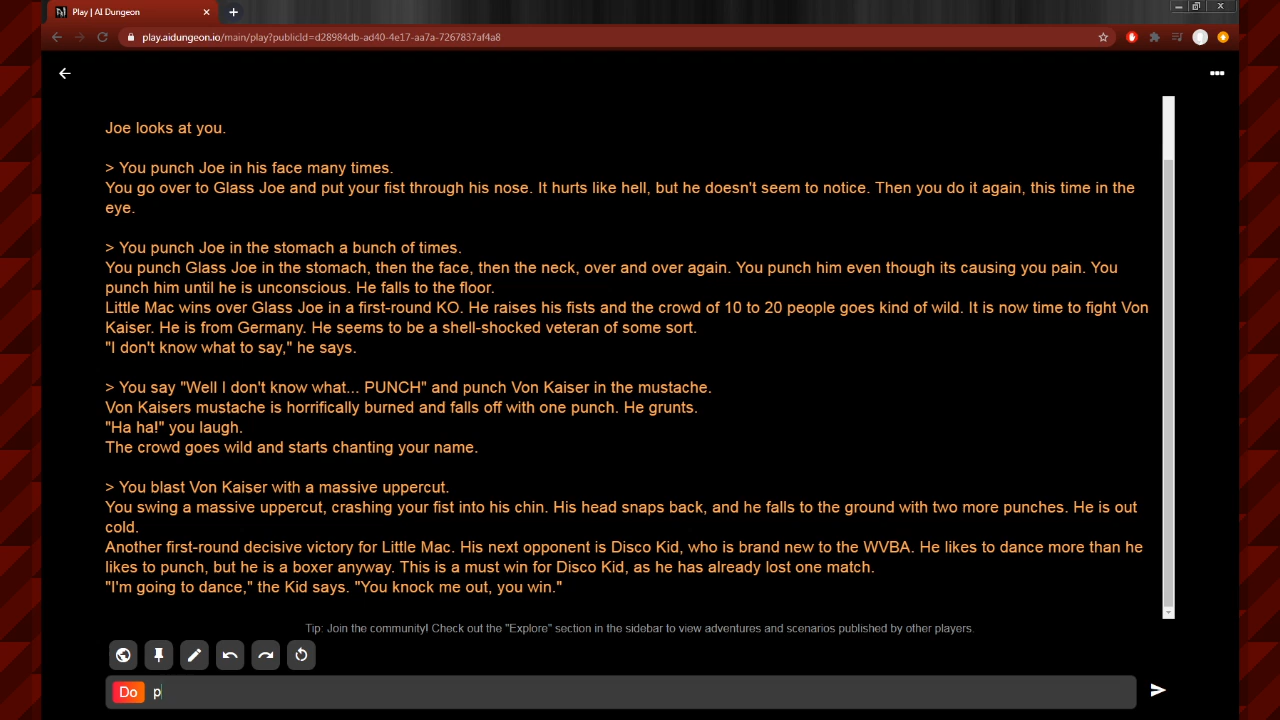 Play | AI Dungeon
play.aidungeon.io/main/play?publicId=d28984db-ad40-4e17-aa7a-7267837af4a8
Joe looks at you.
> You punch Joe in his face many times.
You go over to Glass Joe and put your fist through his nose. It hurts like hell, but he doesn't seem to notice. Then you do it again, this time in the
eye.
> You punch Joe in the stomach a bunch of times.
You punch Glass Joe in the stomach, then the face, then the neck, over and over again. You punch him even though its causing you pain. You
punch him until he is unconscious. He falls to the floor.
Little Mac wins over Glass Joe in a first-round KO. He raises his fists and the crowd of 10 to 20 people goes kind of wild. It is now time to fight Von
Kaiser. He is from Germany. He seems to be a shell-shocked veteran of some sort.
"I don't know what to say," he says.
> You say "Well I don't know what... PUNCH" and punch Von Kaiser in the mustache.
Von Kaisers mustache is horrifically burned and falls off with one punch. He grunts.
"Ha ha!" you laugh.
The crowd goes wild and starts chanting your name.
> You blast Von Kaiser with a massive uppercut.
You swing a massive uppercut, crashing your fist into his chin. His head snaps back, and he falls to the ground with two more punches. He is out
cold.
Another first-round decisive victory for Little Mac. His next opponent is Disco Kid, who is brand new to the WVBA. He likes to dance more than he
likes to punch, but he is a boxer anyway. This is a must win for Disco Kid, as he has already lost one match.
"I'm going to dance," the Kid says. "You knock me out, you win."
Tip: Join the community! Check out the "Explore" section in the sidebar to view adventures and scenarios published by other players.
Do p